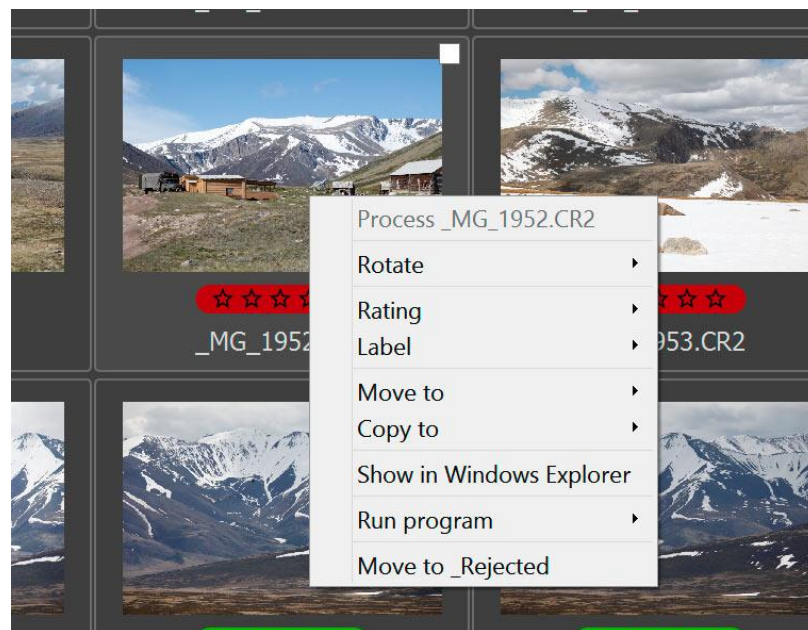 Process _MG_1952.CR2
Rotate
Rating
Label
Move to
Copy to
Show in Windows Explorer
Run program
Move to _Rejected
_MG_1952
953.CR2